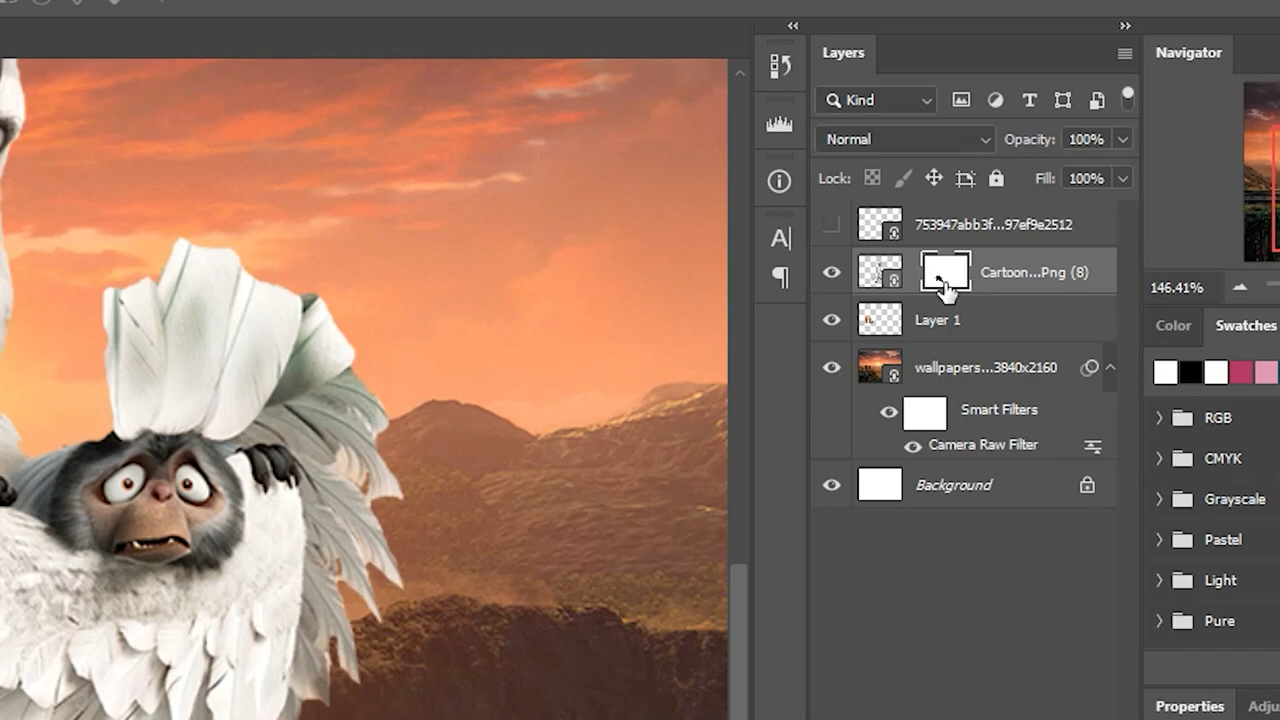 Layers
Navigator
Kind
T
Normal
Opacity: 100%
Lock:
Fill: 100%
A
¶
753947abb3f...97ef9e2512
Cartoon...Png (8)
146.41%
Layer 1
Color
Swatches
wallpapers...3840x2160
Smart Filters
RGB
Camera Raw Filter
CMYK
Background
Grayscale
Pastel
Light
Pure
Properties
Adju